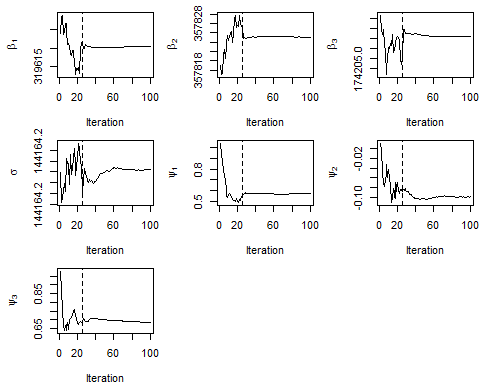 β1
319615
0 20 60 100
Iteration
β2
357818 357828
0 20 60 100
Iteration
β3
174205.0
0 20 60 100
Iteration
σ
144164.2 144164.2
0 20 60 100
Iteration
ψ1
0.5 0.8
0 20 60 100
Iteration
ψ2
-0.10 -0.02
0 20 60 100
Iteration
ψ3
0.65 0.85
0 20 60 100
Iteration